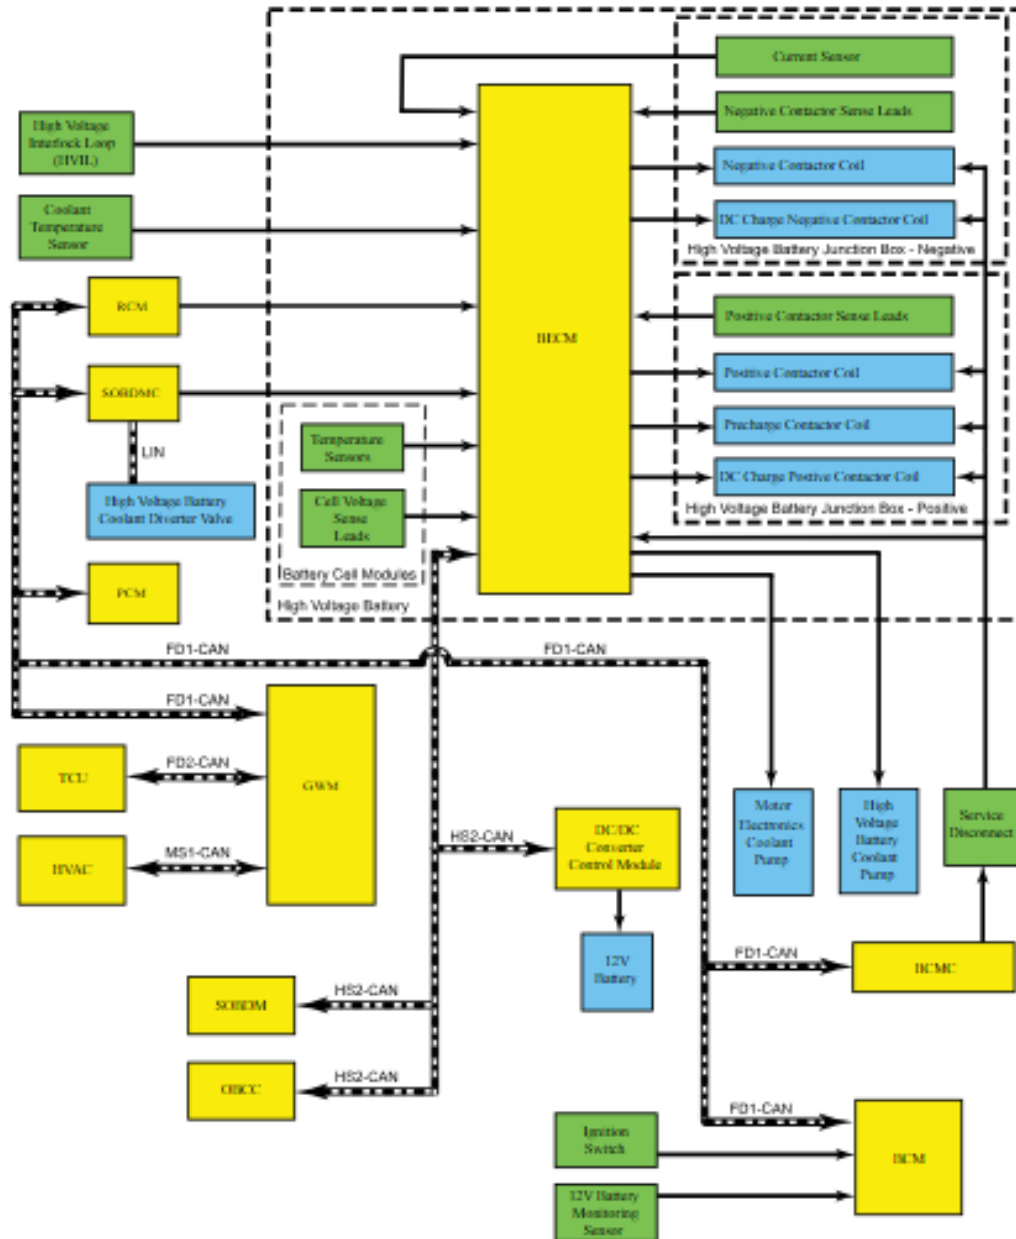 Current Sensor
High Voltage
Interlock Loop
(HVIL)
Negative Contactor Sense Leads
Negative Contactor Coil
DC Charge Negative Contactor Coil
High Voltage Battery Junction Box - Negative
Coolant
Temperature
Sensor
RCM
BECM
Positive Contactor Sense Leads
Positive Contactor Coil
Precharge Contactor Coil
DC Charge Postive Contactor Coil
High Voltage Battery Junction Box - Positive
SOBDMC
LIN
High Voltage Battery
Coolant Diverter Valve
Temperature
Sensors
Cell Voltage
Sense
Leads
Battery Cell Modules
High Voltage Battery
PCM
FD1-CAN
FD1-CAN
FD1-CAN
GWM
TCU
FD2-CAN
HVAC
MS1-CAN
HS2-CAN
DC/DC
Converter
Control Module
Motor
Electronics
Coolant
Pump
High
Voltage
Battery
Coolant
Pump
Service
Disconnect
12V
Battery
FD1-CAN
BCMC
SOBDM
HS2-CAN
OBCC
HS2-CAN
FD1-CAN
Ignition
Switch
BCM
12V Battery
Monitoring
Sensor